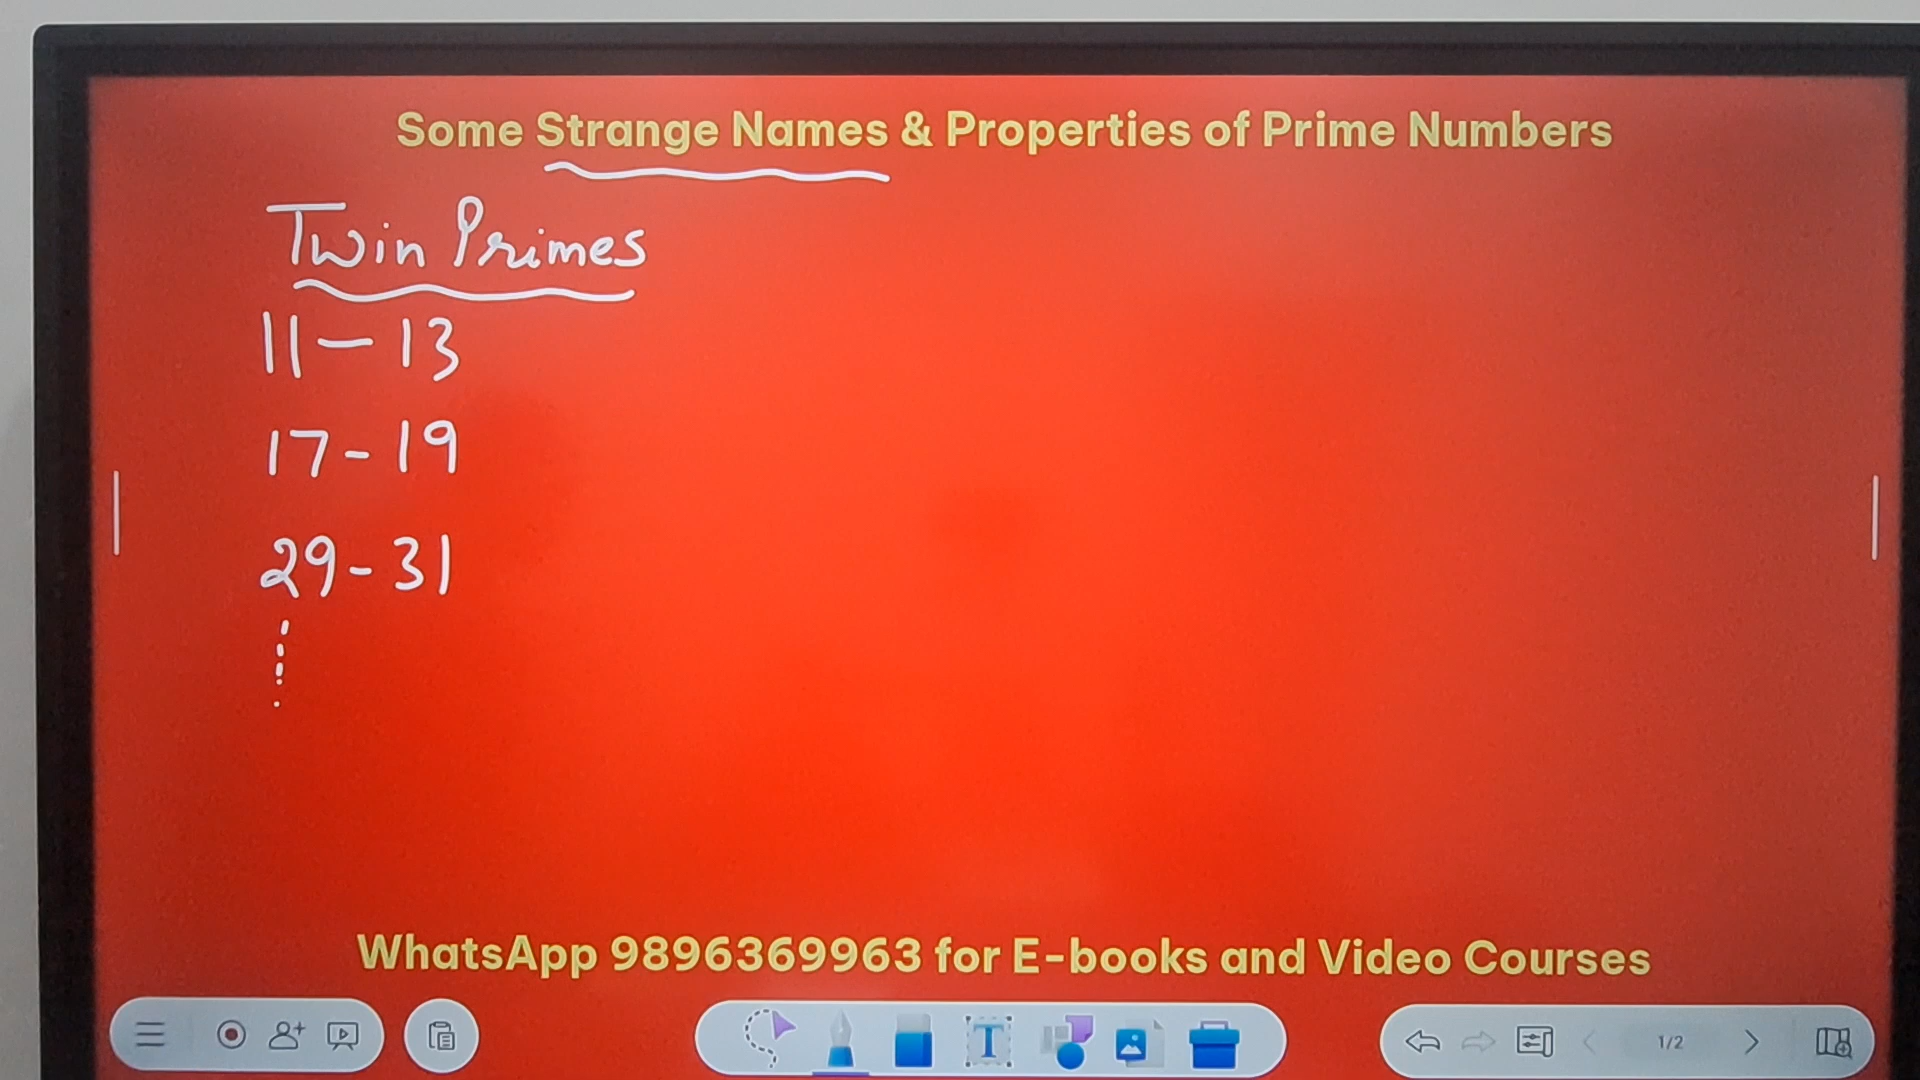 Some Strange Names & Properties of Prime Numbers
Twin Primes
11 - 13
17 - 19
29 - 31
WhatsApp 9896369963 for E-books and Video Courses
T
1/2